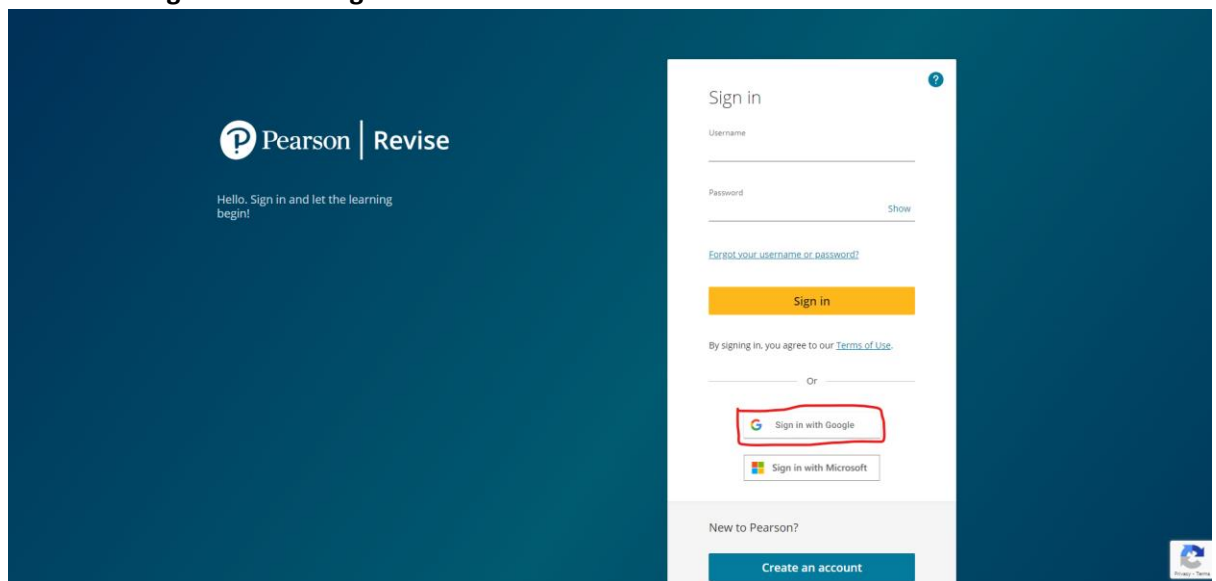 Pearson | Revise
Hello. Sign in and let the learning
begin!
?
Sign in
Username
Password
Show
Forgot your username or password?
Sign in
By signing in, you agree to our Terms of Use.
Or
Sign in with Google
Sign in with Microsoft
New to Pearson?
Create an account
Privacy - Terms